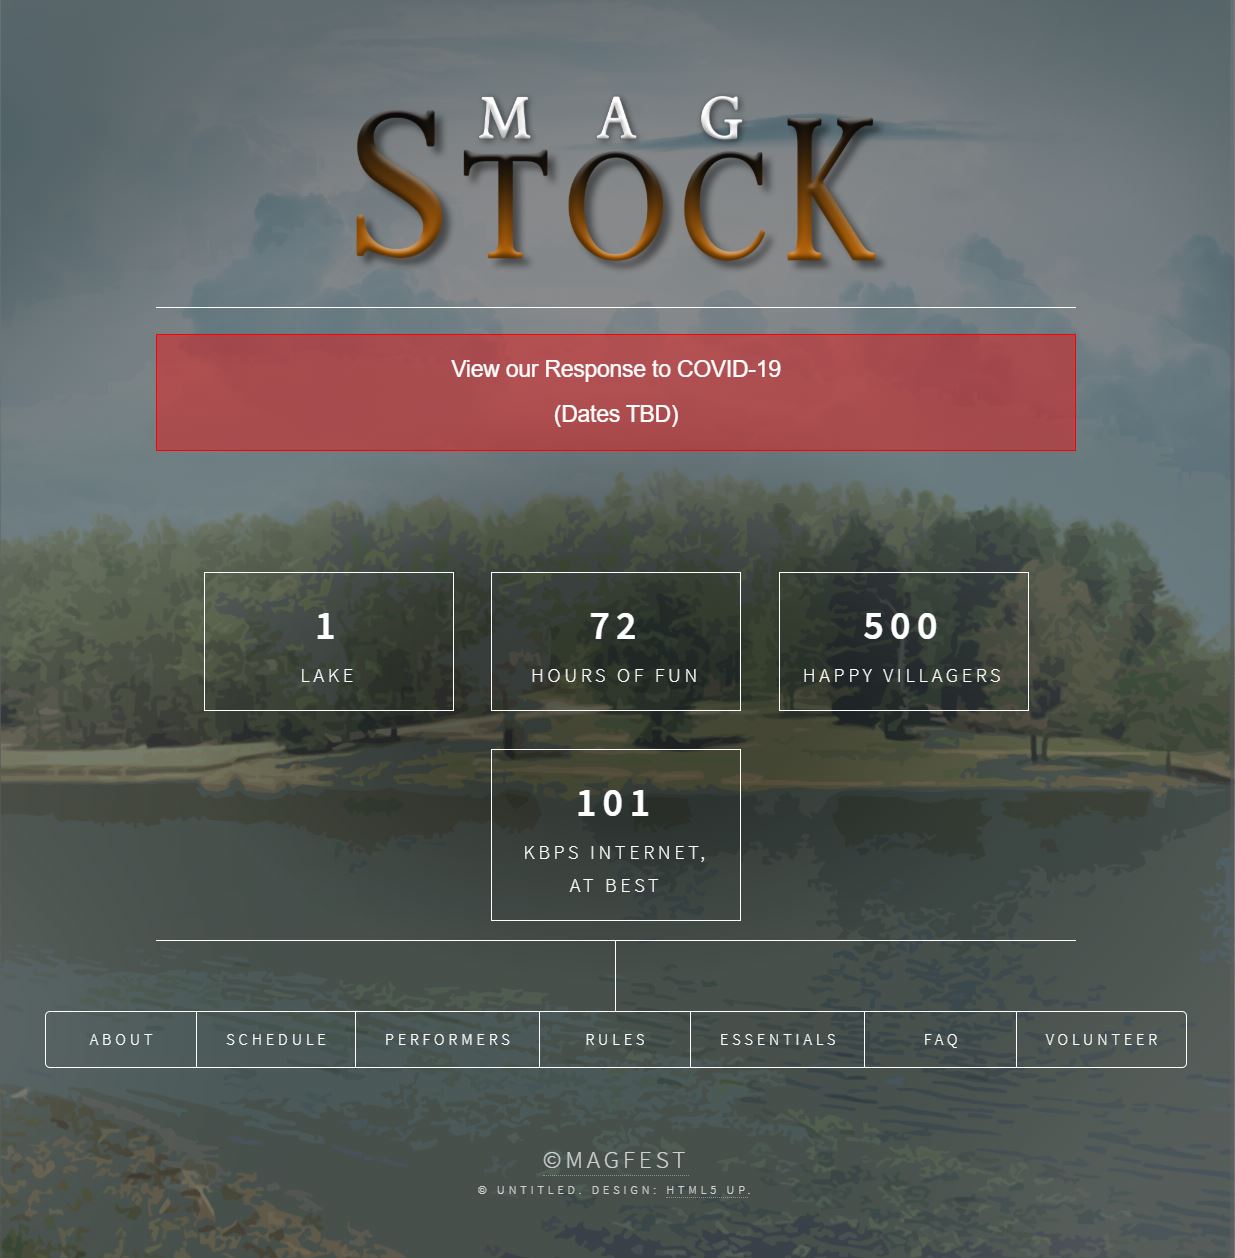 MAG
STOCK
View our Response to COVID-19
(Dates TBD)
1
LAKE
72
HOURS OF FUN
500
HAPPY VILLAGERS
101
KBPS INTERNET,
AT BEST
ABOUT SCHEDULE PERFORMERS RULES ESSENTIALS FAQ VOLUNTEER
©MAGFEST
© UNTITLED. DESIGN: HTML5 UP.